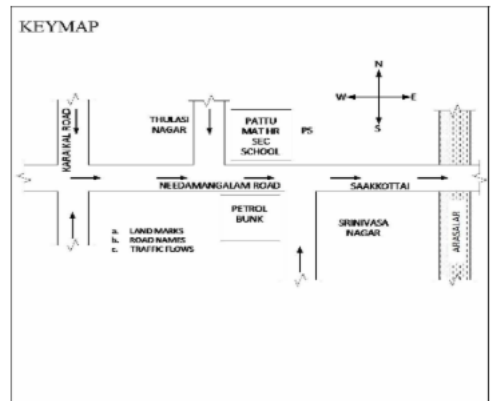 KEYMAP
N
W
E
S
KARAIKAL ROAD
THULASI
NAGAR
PATTU
MAT HR
SEC
SCHOOL
PS
NEEDAMANGALAM ROAD
SAAKKOTTAI
PETROL
BUNK
SRINIVASA
NAGAR
ARASALAR
a. LAND MARKS
b. ROAD NAMES
c. TRAFFIC FLOWS